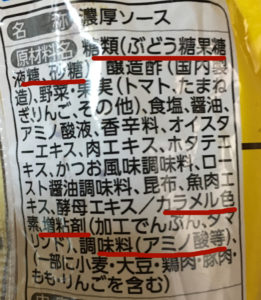 名 称 濃厚ソース
原材料名 糖類(ぶどう糖果糖
液糖、砂糖)、醸造酢(国内製
造)、野菜・果実(トマト、たまね
ぎ、りんご、その他)、食塩、醤油、
アミノ酸液、香辛料、オイスタ
ーエキス、肉エキス、ホタテエ
キス、かつお風味調味料、ロー
スト醤油調味料、昆布、魚肉エ
キス、酵母エキス/カラメル色
素、増粘剤(加工でんぷん、タマ
リンド)、調味料(アミノ酸等)、
(一部に小麦・大豆・鶏肉・豚肉・
もも・りんごを含む)